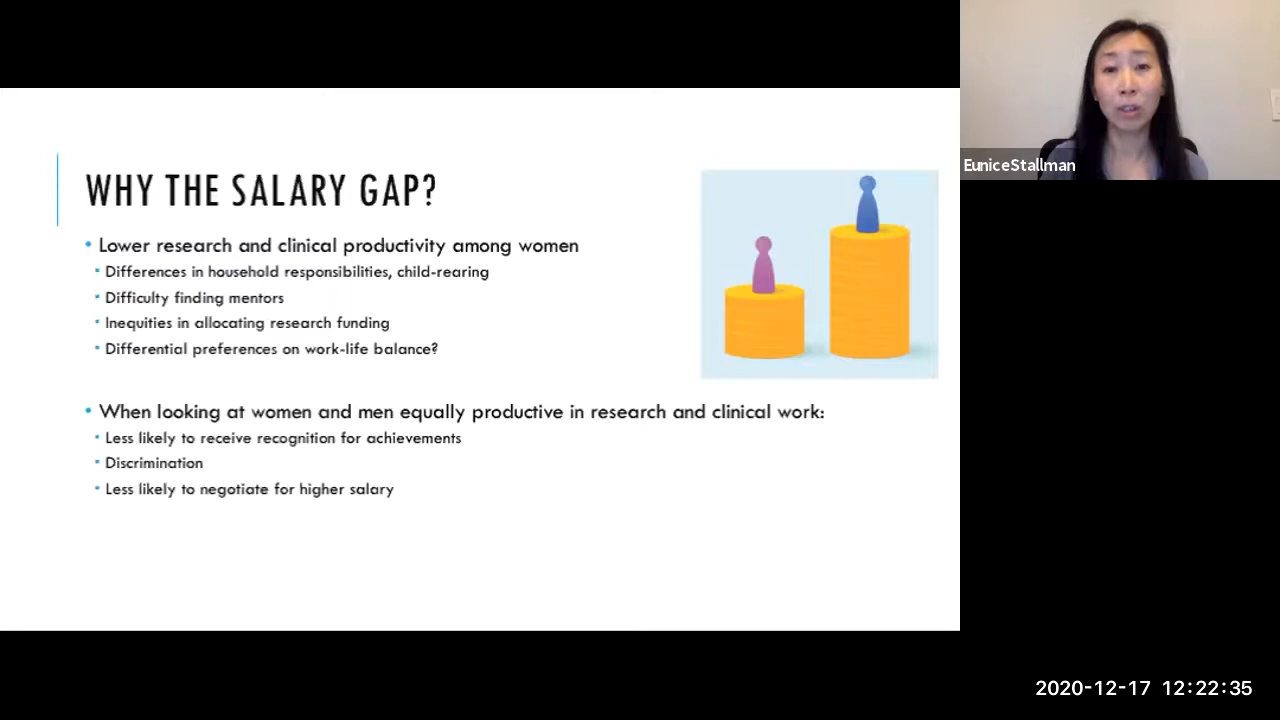 WHY THE SALARY GAP?
• Lower research and clinical productivity among women
▪ Differences in household responsibilities, child-rearing
▪ Difficulty finding mentors
▪ Inequities in allocating research funding
▪ Differential preferences on work-life balance?
• When looking at women and men equally productive in research and clinical work:
▪ Less likely to receive recognition for achievements
▪ Discrimination
▪ Less likely to negotiate for higher salary
EuniceStallman
2020-12-17 12:22:35